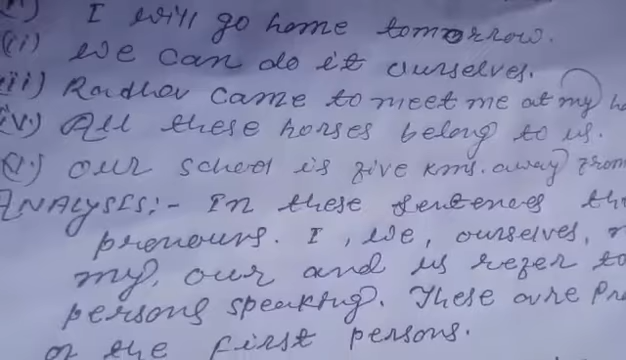 I will go home tomorrow.
(ii) we can do it ourselves.
iii) Radhav came to meet me at my
iv.) All these horses belong to us.
(v.) our school is five kms. away from
ANALYSIS:- In these sentences
pronouns. I, we, ourselves,
my, our and us refer to
persons speaking. These are
of the first persons.